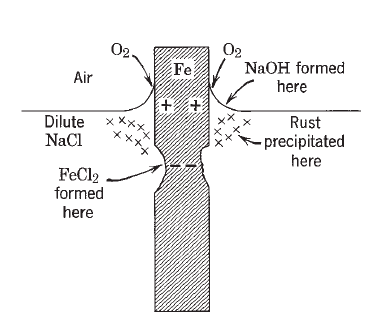 O₂
O₂
Fe
NaOH formed
here
Air
+ +
Dilute
NaCl
Rust
precipitated
here
FeCl₂
formed
here
– –